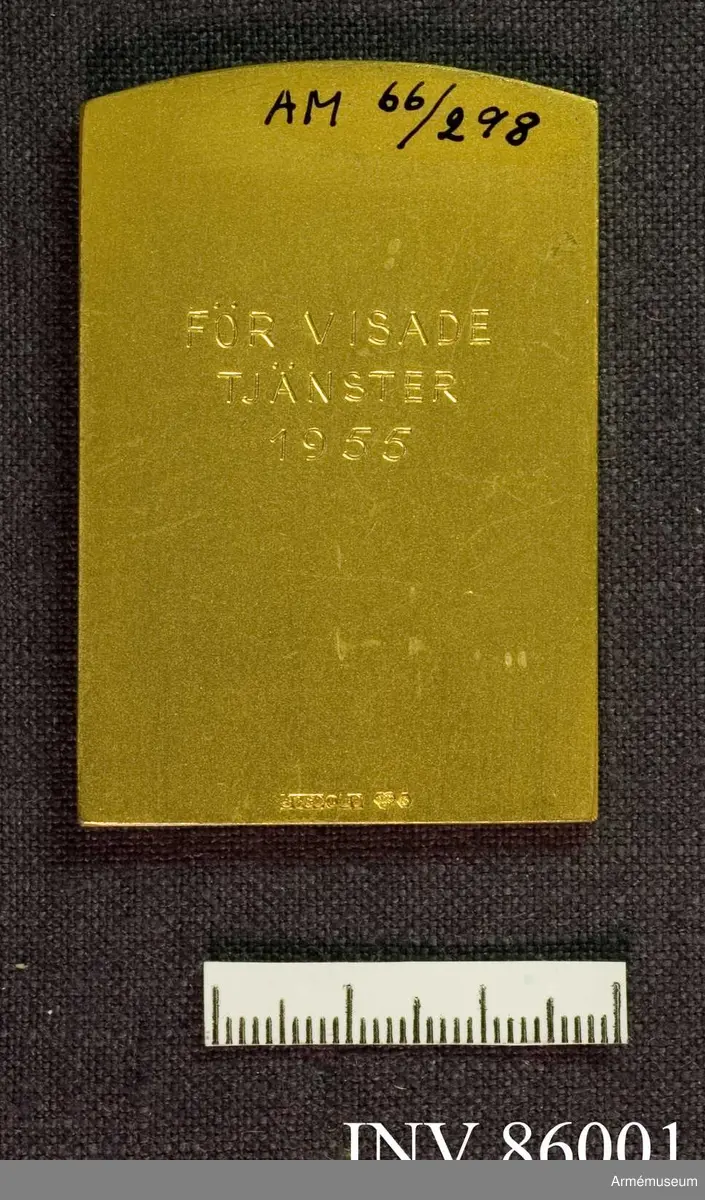 AM 66/298
FÖR VISADE
TJÄNSTER
1955
INV 86001
Armémuseum